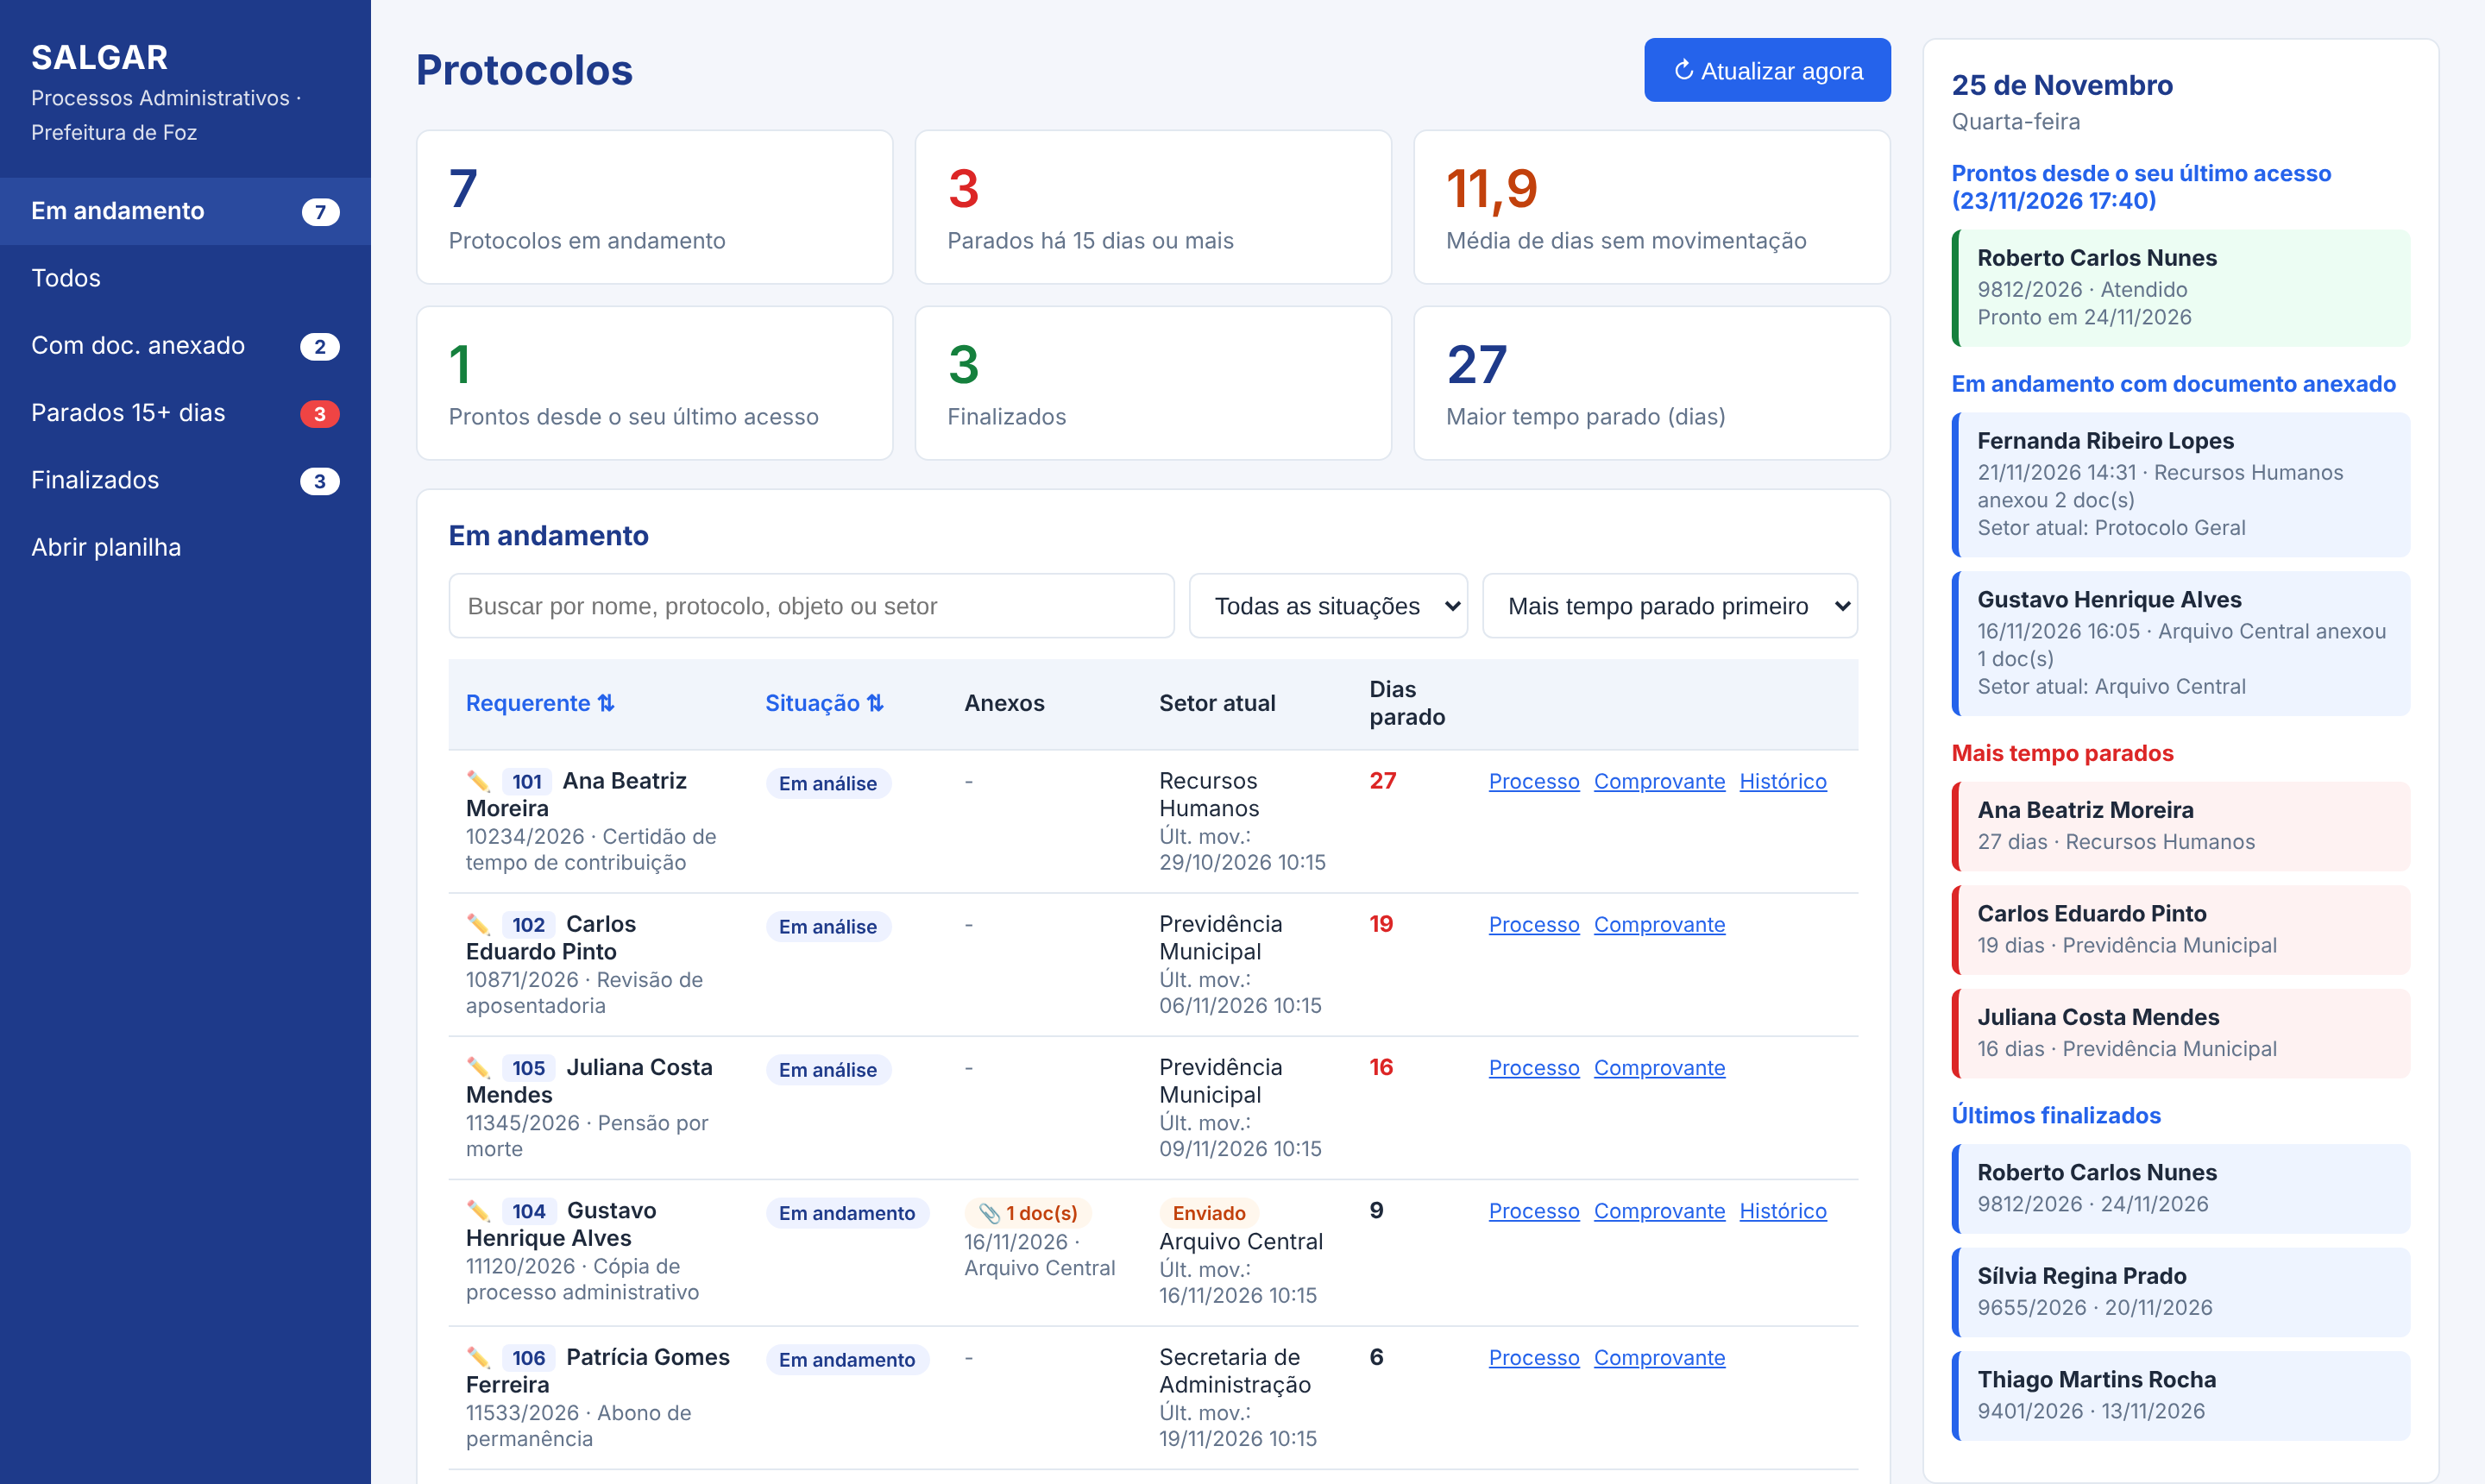 SALGAR
Processos Administrativos ·
Prefeitura de Foz
Em andamento 7
Todos
Com doc. anexado 2
Parados 15+ dias 3
Finalizados 3
Abrir planilha
Protocolos
↻ Atualizar agora
7
Protocolos em andamento
3
Parados há 15 dias ou mais
11,9
Média de dias sem movimentação
1
Prontos desde o seu último acesso
3
Finalizados
27
Maior tempo parado (dias)
Em andamento
Buscar por nome, protocolo, objeto ou setor
Todas as situações
Mais tempo parado primeiro
Requerente ⇅
Situação ⇅
Anexos
Setor atual
Dias
parado
✏️ 101 Ana Beatriz
Moreira
10234/2026 · Certidão de
tempo de contribuição
Em análise
-
Recursos
Humanos
Últ. mov.:
29/10/2026 10:15
27
Processo Comprovante Histórico
✏️ 102 Carlos
Eduardo Pinto
10871/2026 · Revisão de
aposentadoria
Em análise
-
Previdência
Municipal
Últ. mov.:
06/11/2026 10:15
19
Processo Comprovante
✏️ 105 Juliana Costa
Mendes
11345/2026 · Pensão por
morte
Em análise
-
Previdência
Municipal
Últ. mov.:
09/11/2026 10:15
16
Processo Comprovante
✏️ 104 Gustavo
Henrique Alves
11120/2026 · Cópia de
processo administrativo
Em andamento
📎 1 doc(s)
16/11/2026 ·
Arquivo Central
Enviado
Arquivo Central
Últ. mov.:
16/11/2026 10:15
9
Processo Comprovante Histórico
✏️ 106 Patrícia Gomes
Ferreira
11533/2026 · Abono de
permanência
Em andamento
-
Secretaria de
Administração
Últ. mov.:
19/11/2026 10:15
6
Processo Comprovante
25 de Novembro
Quarta-feira
Prontos desde o seu último acesso
(23/11/2026 17:40)
Roberto Carlos Nunes
9812/2026 · Atendido
Pronto em 24/11/2026
Em andamento com documento anexado
Fernanda Ribeiro Lopes
21/11/2026 14:31 · Recursos Humanos
anexou 2 doc(s)
Setor atual: Protocolo Geral
Gustavo Henrique Alves
16/11/2026 16:05 · Arquivo Central anexou
1 doc(s)
Setor atual: Arquivo Central
Mais tempo parados
Ana Beatriz Moreira
27 dias · Recursos Humanos
Carlos Eduardo Pinto
19 dias · Previdência Municipal
Juliana Costa Mendes
16 dias · Previdência Municipal
Últimos finalizados
Roberto Carlos Nunes
9812/2026 · 24/11/2026
Sílvia Regina Prado
9655/2026 · 20/11/2026
Thiago Martins Rocha
9401/2026 · 13/11/2026